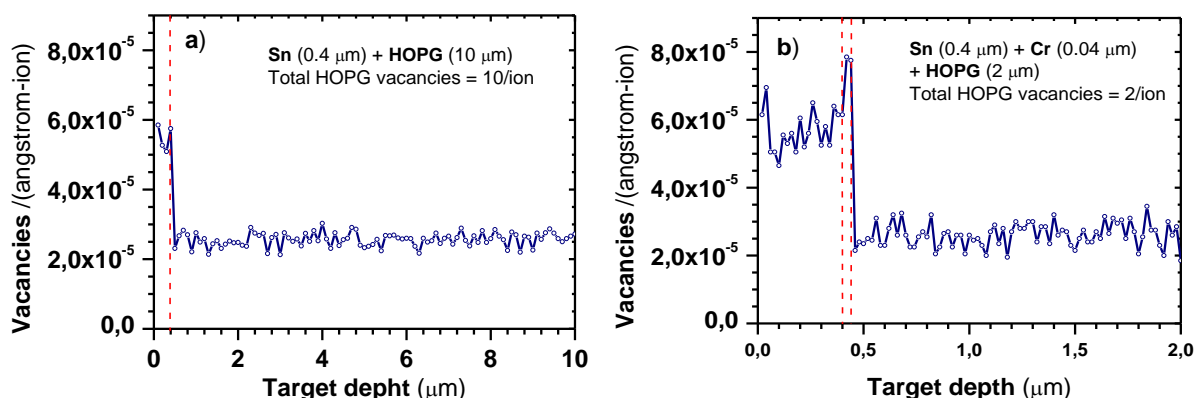 a)
Sn (0.4 μm) + HOPG (10 μm)
Total HOPG vacancies = 10/ion
Vacancies /(angstrom-ion)
8,0x10⁻⁵
6,0x10⁻⁵
4,0x10⁻⁵
2,0x10⁻⁵
0,0
0 2 4 6 8 10
Target depht (μm)
b)
Sn (0.4 μm) + Cr (0.04 μm)
+ HOPG (2 μm)
Total HOPG vacancies = 2/ion
Vacancies /(angstrom-ion)
8,0x10⁻⁵
6,0x10⁻⁵
4,0x10⁻⁵
2,0x10⁻⁵
0,0
0,0 0,5 1,0 1,5 2,0
Target depth (μm)